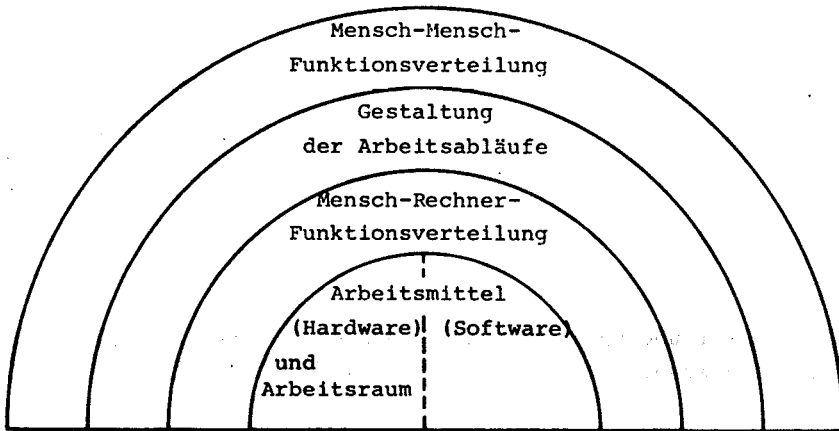 Mensch-Mensch-
Funktionsverteilung
Gestaltung
der Arbeitsabläufe
Mensch-Rechner-
Funktionsverteilung
Arbeitsmittel
(Hardware) (Software)
und
Arbeitsraum